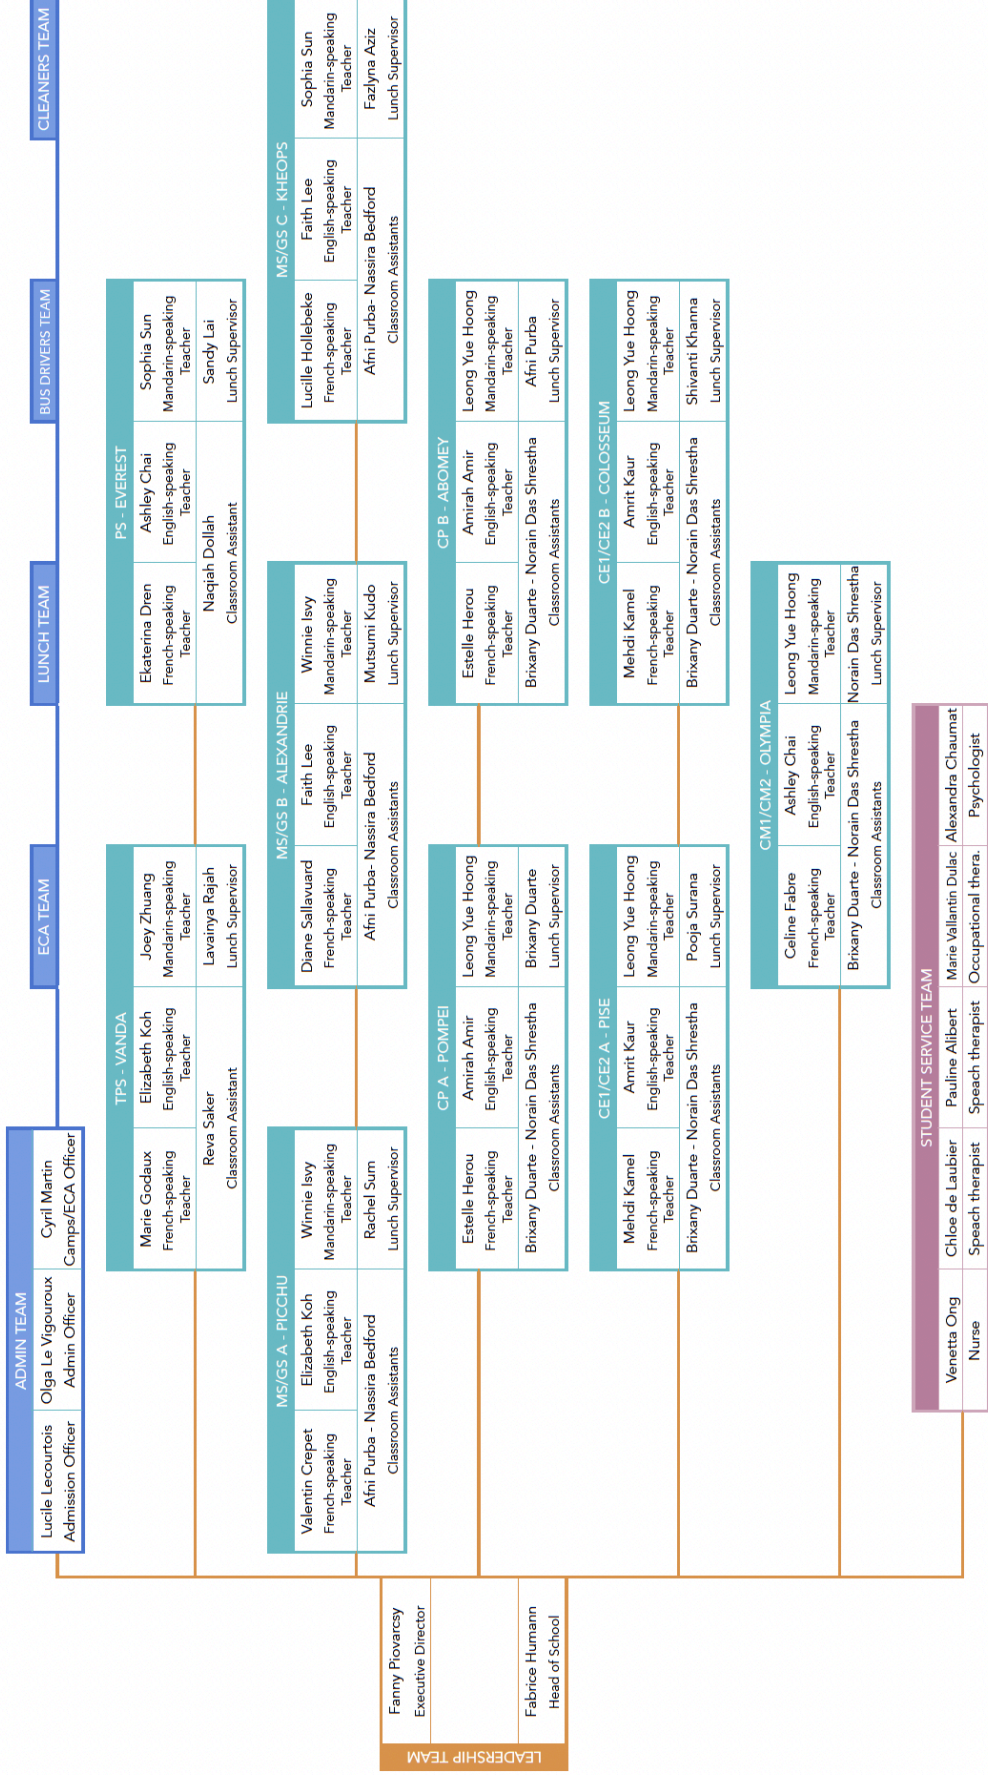 LEADERSHIP TEAM
Fanny Piovarcsy
Executive Director
Fabrice Humann
Head of School
ADMIN TEAM
Lucile Lecourtois
Admission Officer
Olga Le Vigouroux
Admin Officer
Cyril Martin
Camps/ECA Officer
ECA TEAM
LUNCH TEAM
BUS DRIVERS TEAM
CLEANERS TEAM
TPS - VANDA
Marie Godaux
French-speaking
Teacher
Elizabeth Koh
English-speaking
Teacher
Joey Zhuang
Mandarin-speaking
Teacher
Reva Saker
Classroom Assistant
Lavainya Rajah
Lunch Supervisor
PS - EVEREST
Ekaterina Dren
French-speaking
Teacher
Ashley Chai
English-speaking
Teacher
Sophia Sun
Mandarin-speaking
Teacher
Naqiah Dollah
Classroom Assistant
Sandy Lai
Lunch Supervisor
MS/GS A - PICCHU
Valentin Crepet
French-speaking
Teacher
Elizabeth Koh
English-speaking
Teacher
Winnie Isvy
Mandarin-speaking
Teacher
Afni Purba - Nassira Bedford
Classroom Assistants
Rachel Sum
Lunch Supervisor
MS/GS B - ALEXANDRIE
Diane Sallavuard
French-speaking
Teacher
Faith Lee
English-speaking
Teacher
Winnie Isvy
Mandarin-speaking
Teacher
Afni Purba- Nassira Bedford
Classroom Assistants
Mutsumi Kudo
Lunch Supervisor
MS/GS C - KHEOPS
Lucille Hollebeke
French-speaking
Teacher
Faith Lee
English-speaking
Teacher
Sophia Sun
Mandarin-speaking
Teacher
Afni Purba- Nassira Bedford
Classroom Assistants
Fazlyna Aziz
Lunch Supervisor
CP A - POMPEI
Estelle Herou
French-speaking
Teacher
Amirah Amir
English-speaking
Teacher
Leong Yue Hoong
Mandarin-speaking
Teacher
Brixany Duarte - Norain Das Shrestha
Classroom Assistants
Brixany Duarte
Lunch Supervisor
CP B - ABOMEY
Estelle Herou
French-speaking
Teacher
Amirah Amir
English-speaking
Teacher
Leong Yue Hoong
Mandarin-speaking
Teacher
Brixany Duarte - Norain Das Shrestha
Classroom Assistants
Afni Purba
Lunch Supervisor
CE1/CE2 A - PISE
Mehdi Kamel
French-speaking
Teacher
Amrit Kaur
English-speaking
Teacher
Leong Yue Hoong
Mandarin-speaking
Teacher
Brixany Duarte - Norain Das Shrestha
Classroom Assistants
Pooja Surana
Lunch Supervisor
CE1/CE2 B - COLOSSEUM
Mehdi Kamel
French-speaking
Teacher
Amrit Kaur
English-speaking
Teacher
Leong Yue Hoong
Mandarin-speaking
Teacher
Brixany Duarte - Norain Das Shrestha
Classroom Assistants
Shivanti Khanna
Lunch Supervisor
CM1/CM2 - OLYMPIA
Celine Fabre
French-speaking
Teacher
Ashley Chai
English-speaking
Teacher
Leong Yue Hoong
Mandarin-speaking
Teacher
Brixany Duarte - Norain Das Shrestha
Classroom Assistants
Norain Das Shrestha
Lunch Supervisor
STUDENT SERVICE TEAM
Venetta Ong
Nurse
Chloe de Laubier
Speach therapist
Pauline Alibert
Speach therapist
Marie Vallantin Dulac
Occupational thera.
Alexandra Chaumat
Psychologist